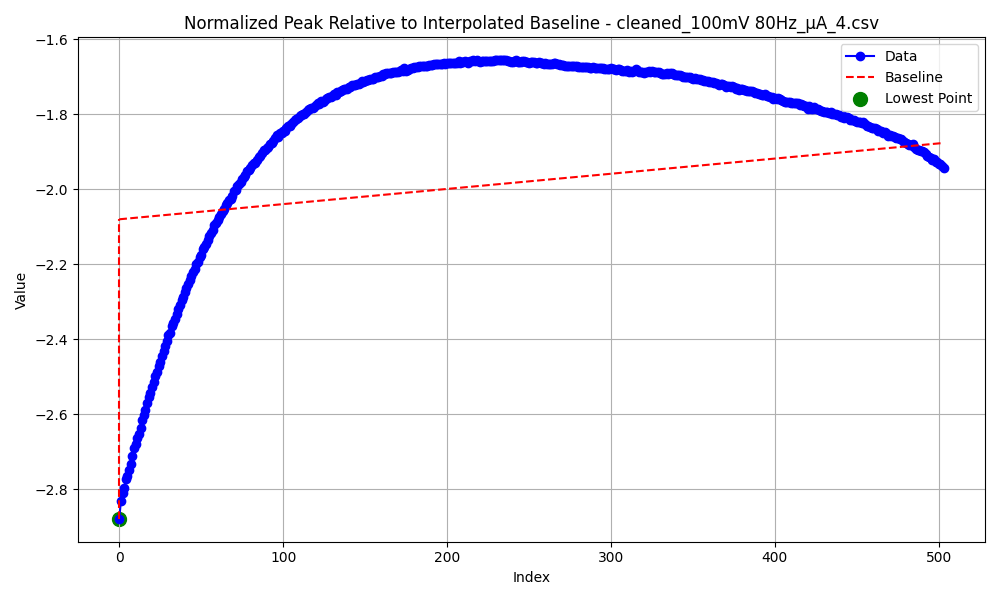 Normalized Peak Relative to Interpolated Baseline - cleaned_100mV 80Hz_μA_4.csv
Data
Baseline
Lowest Point
−1.6
−1.8
−2.0
−2.2
−2.4
−2.6
−2.8
Value
0 100 200 300 400 500
Index